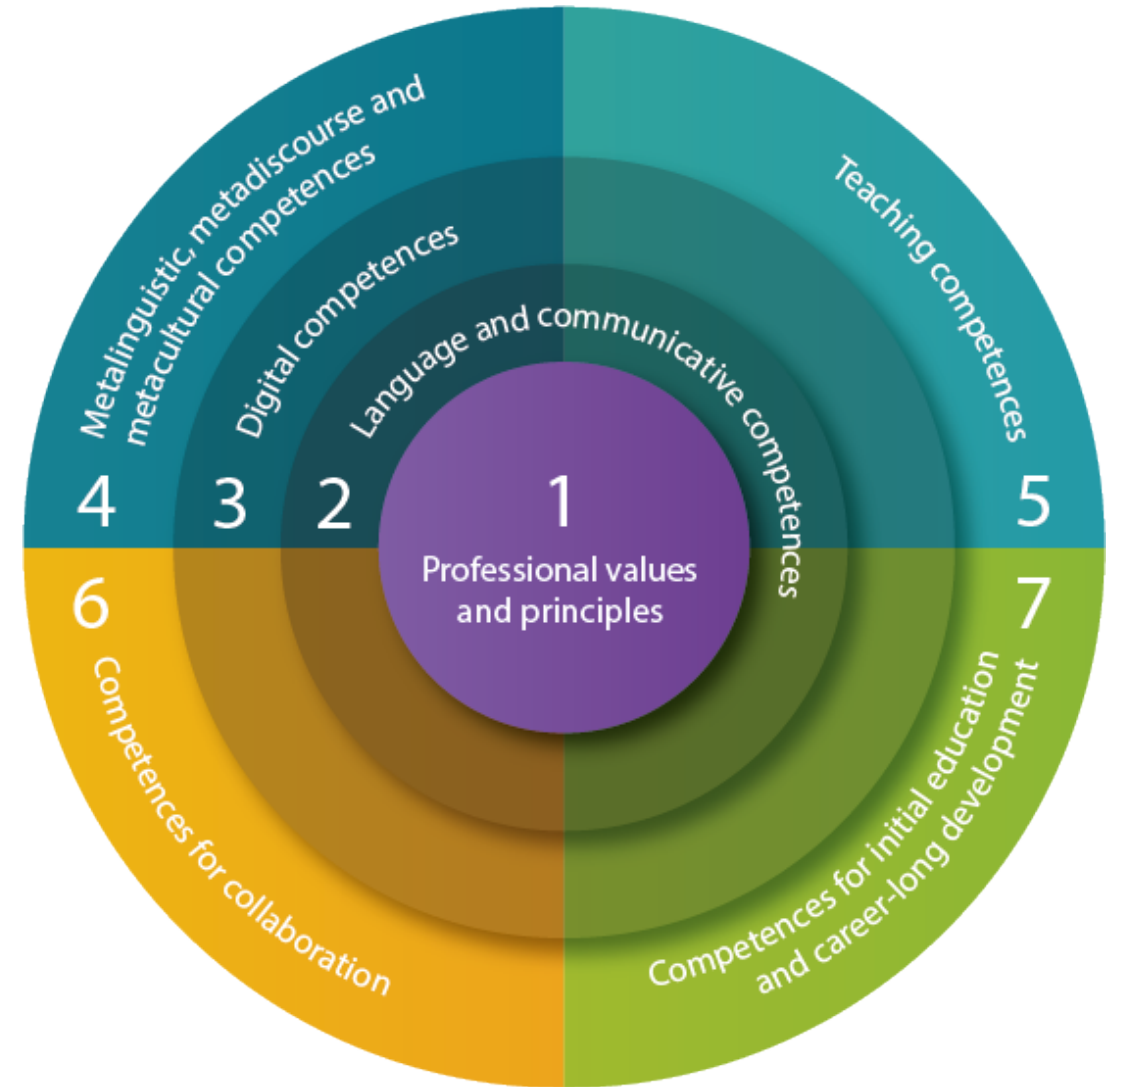 1
Professional values
and principles
2
Language and communicative competences
3
Digital competences
4
Metalinguistic, metadiscourse and
metacultural competences
5
Teaching competences
6
Competences for collaboration
7
Competences for initial education
and career-long development